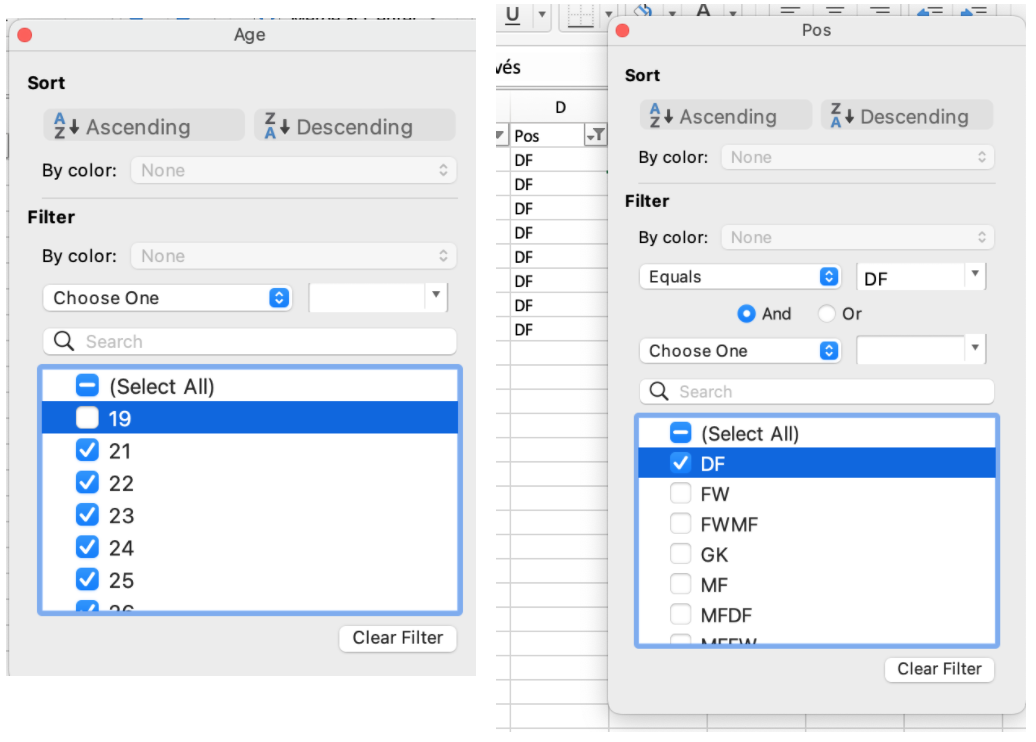 Age
Sort
Ascending
Descending
By color: None
Filter
By color: None
Choose One
Search
(Select All)
19
21
22
23
24
25
26
Clear Filter
U A
vés
D
Pos
DF
DF
DF
DF
DF
DF
DF
DF
Pos
Sort
Ascending
Descending
By color: None
Filter
By color: None
Equals DF
And Or
Choose One
Search
(Select All)
DF
FW
FWMF
GK
MF
MFDF
MFFW
Clear Filter